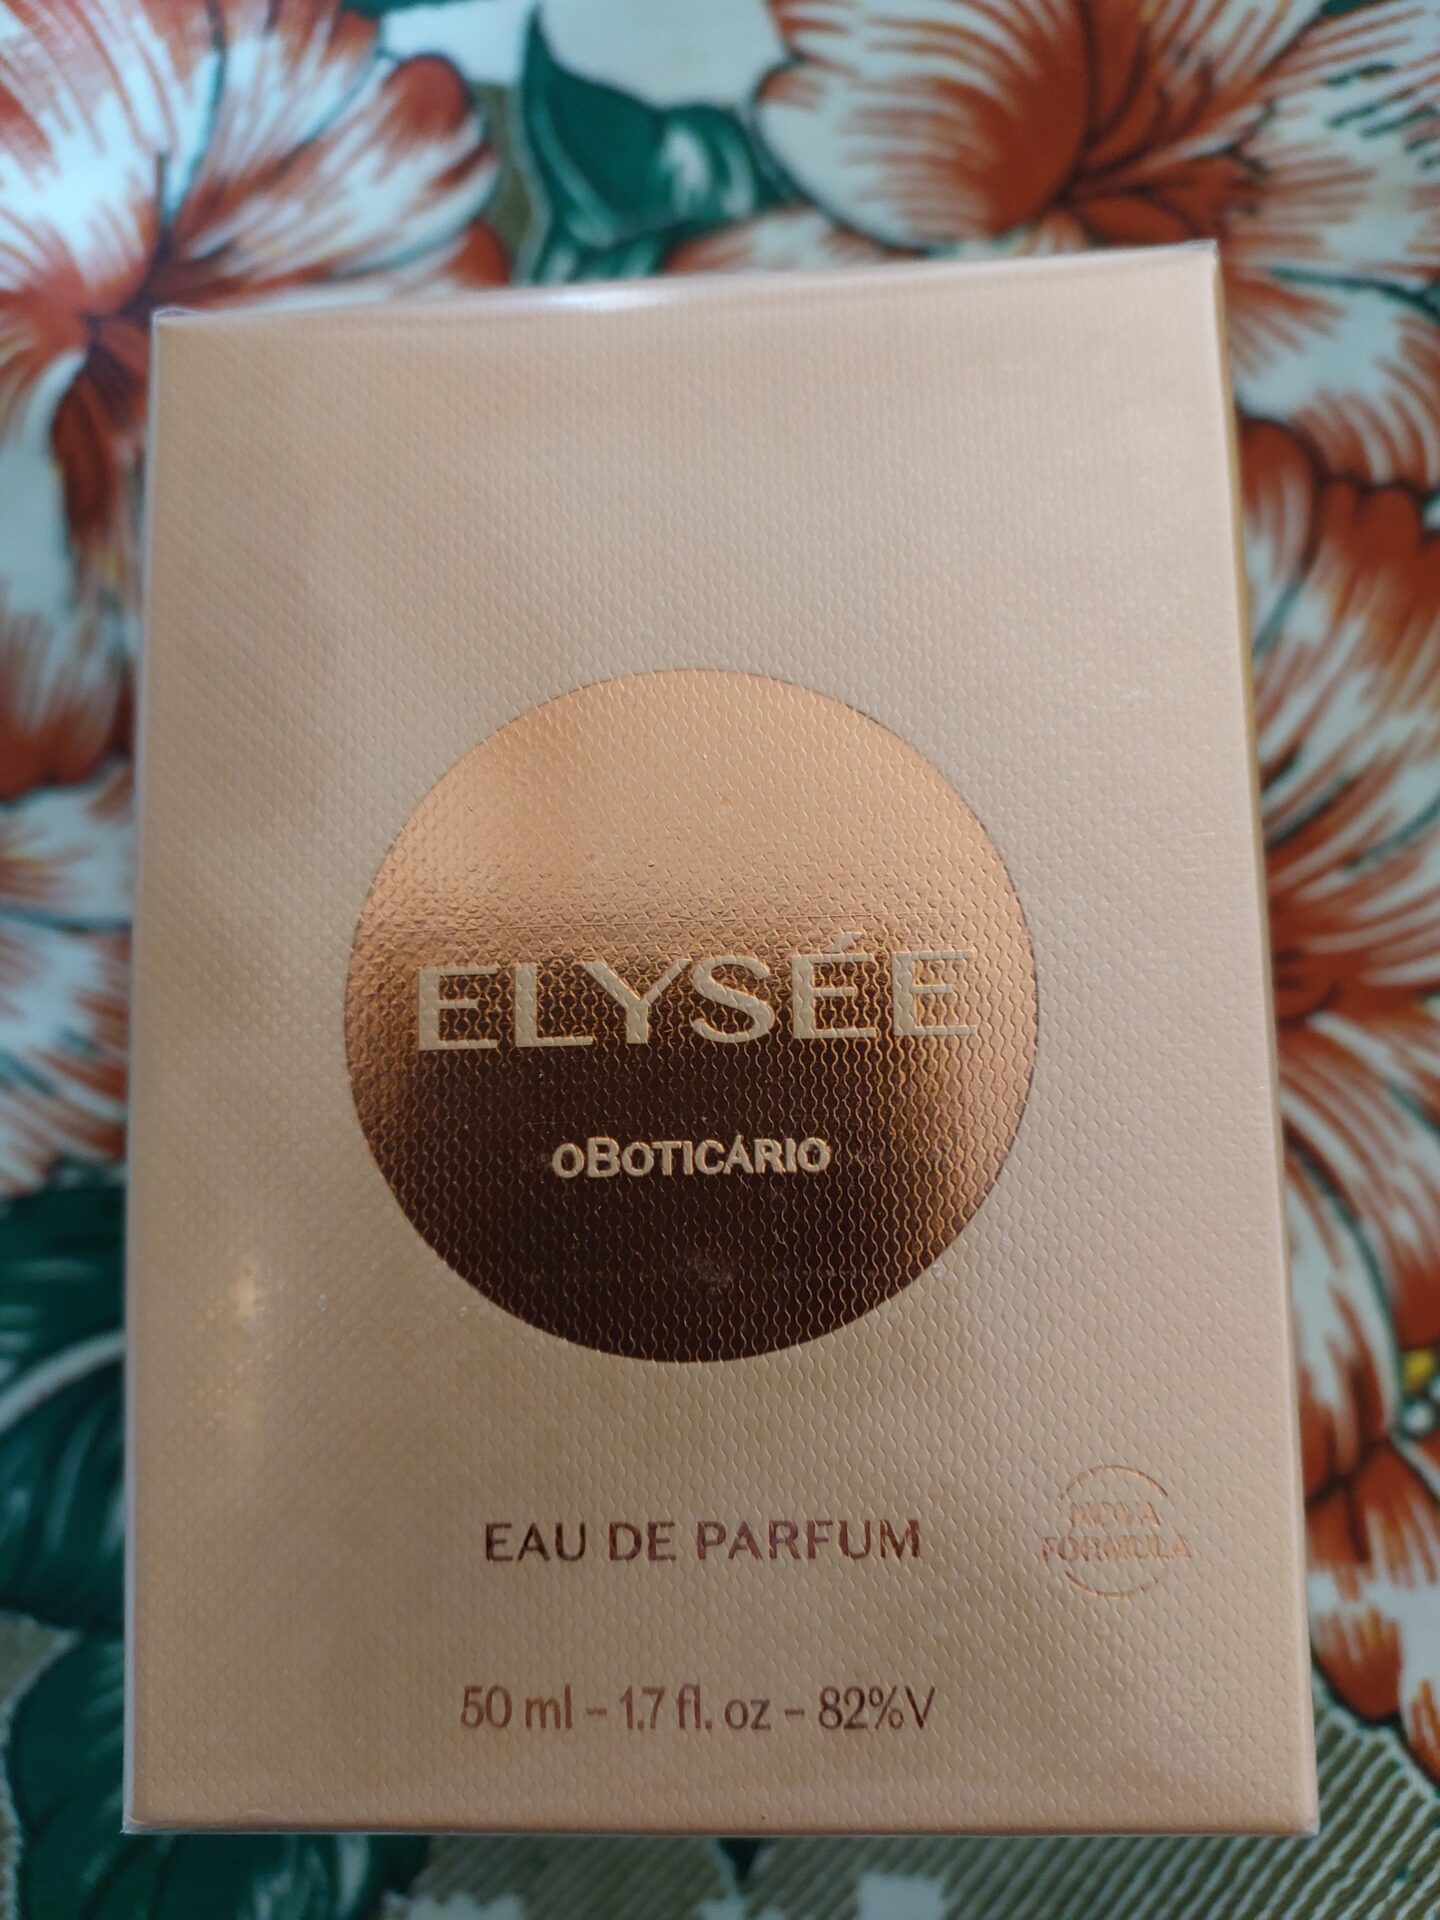 ELYSÉE
oBOTICÁRIO
EAU DE PARFUM
NOVA
FÓRMULA
50 ml – 1.7 fl. oz – 82%V